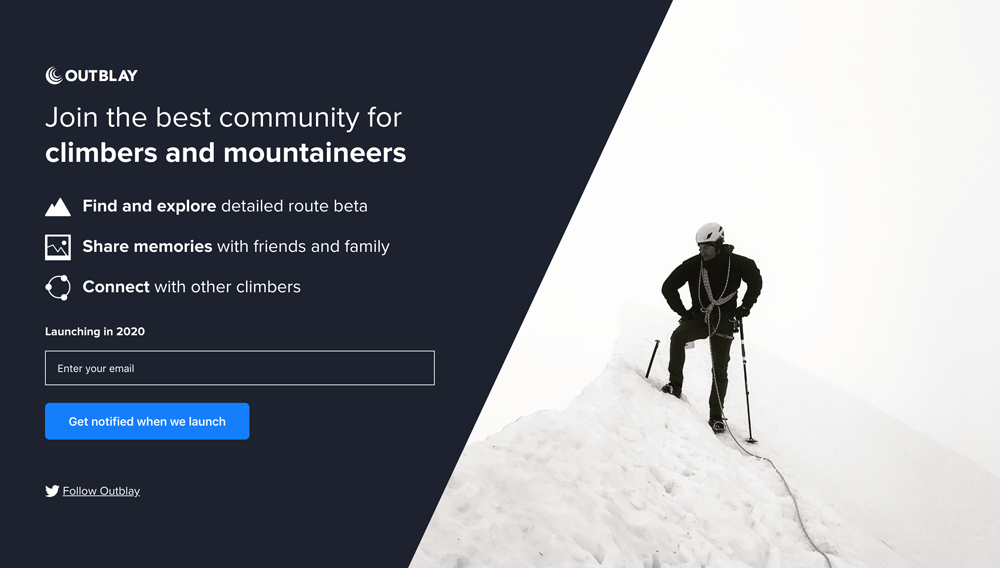 OUTBLAY
Join the best community for
climbers and mountaineers
Find and explore detailed route beta
Share memories with friends and family
Connect with other climbers
Launching in 2020
Enter your email
Get notified when we launch
Follow Outblay